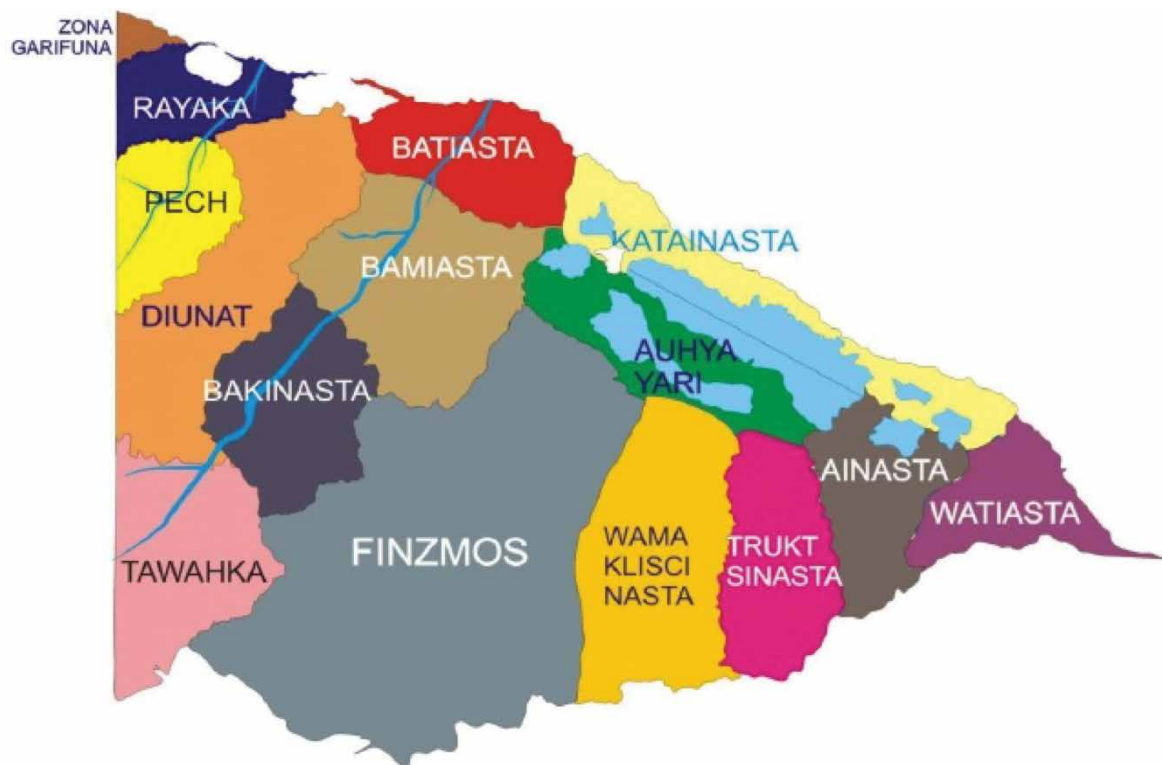 ZONA
GARIFUNA
RAYAKA
BATIASTA
PECH
KATAINASTA
BAMIASTA
DIUNAT
AUHYA
YARI
BAKINASTA
AINASTA
WATIASTA
FINZMOS
WAMA
KLISCI
NASTA
TRUKT
SINASTA
TAWAHKA